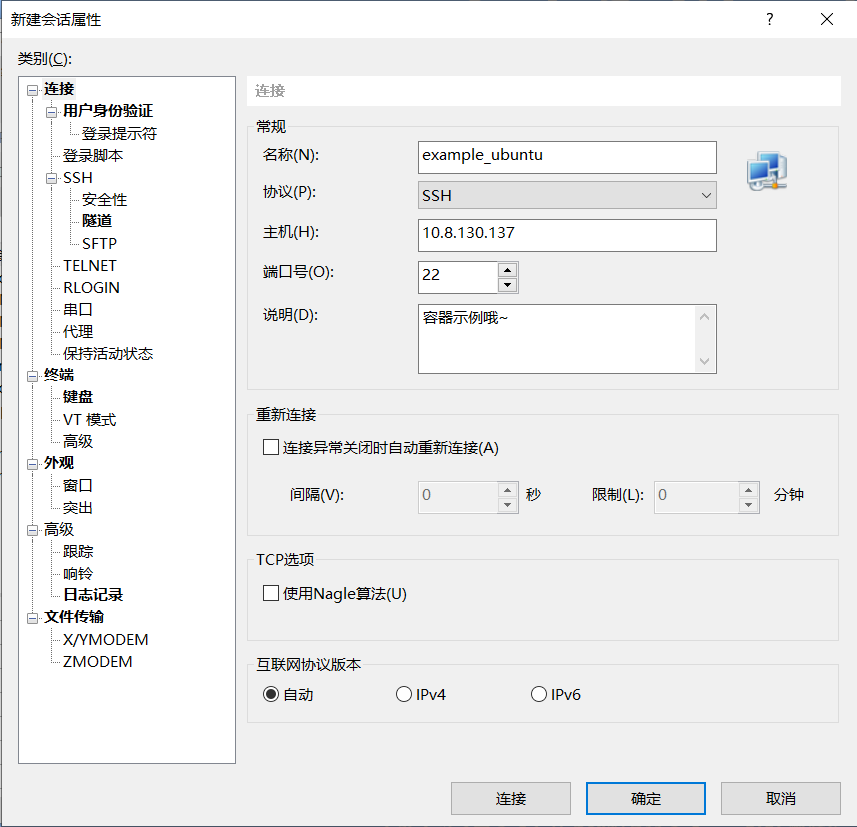 新建会话属性
?
类别(C):
连接
用户身份验证
登录提示符
登录脚本
SSH
安全性
隧道
SFTP
TELNET
RLOGIN
串口
代理
保持活动状态
终端
键盘
VT 模式
高级
外观
窗口
突出
高级
跟踪
响铃
日志记录
文件传输
X/YMODEM
ZMODEM
连接
常规
名称(N): example_ubuntu
协议(P): SSH
主机(H): 10.8.130.137
端口号(O): 22
说明(D): 容器示例哦~
重新连接
连接异常关闭时自动重新连接(A)
间隔(V): 0 秒 限制(L): 0 分钟
TCP选项
使用Nagle算法(U)
互联网协议版本
自动 IPv4 IPv6
连接 确定 取消